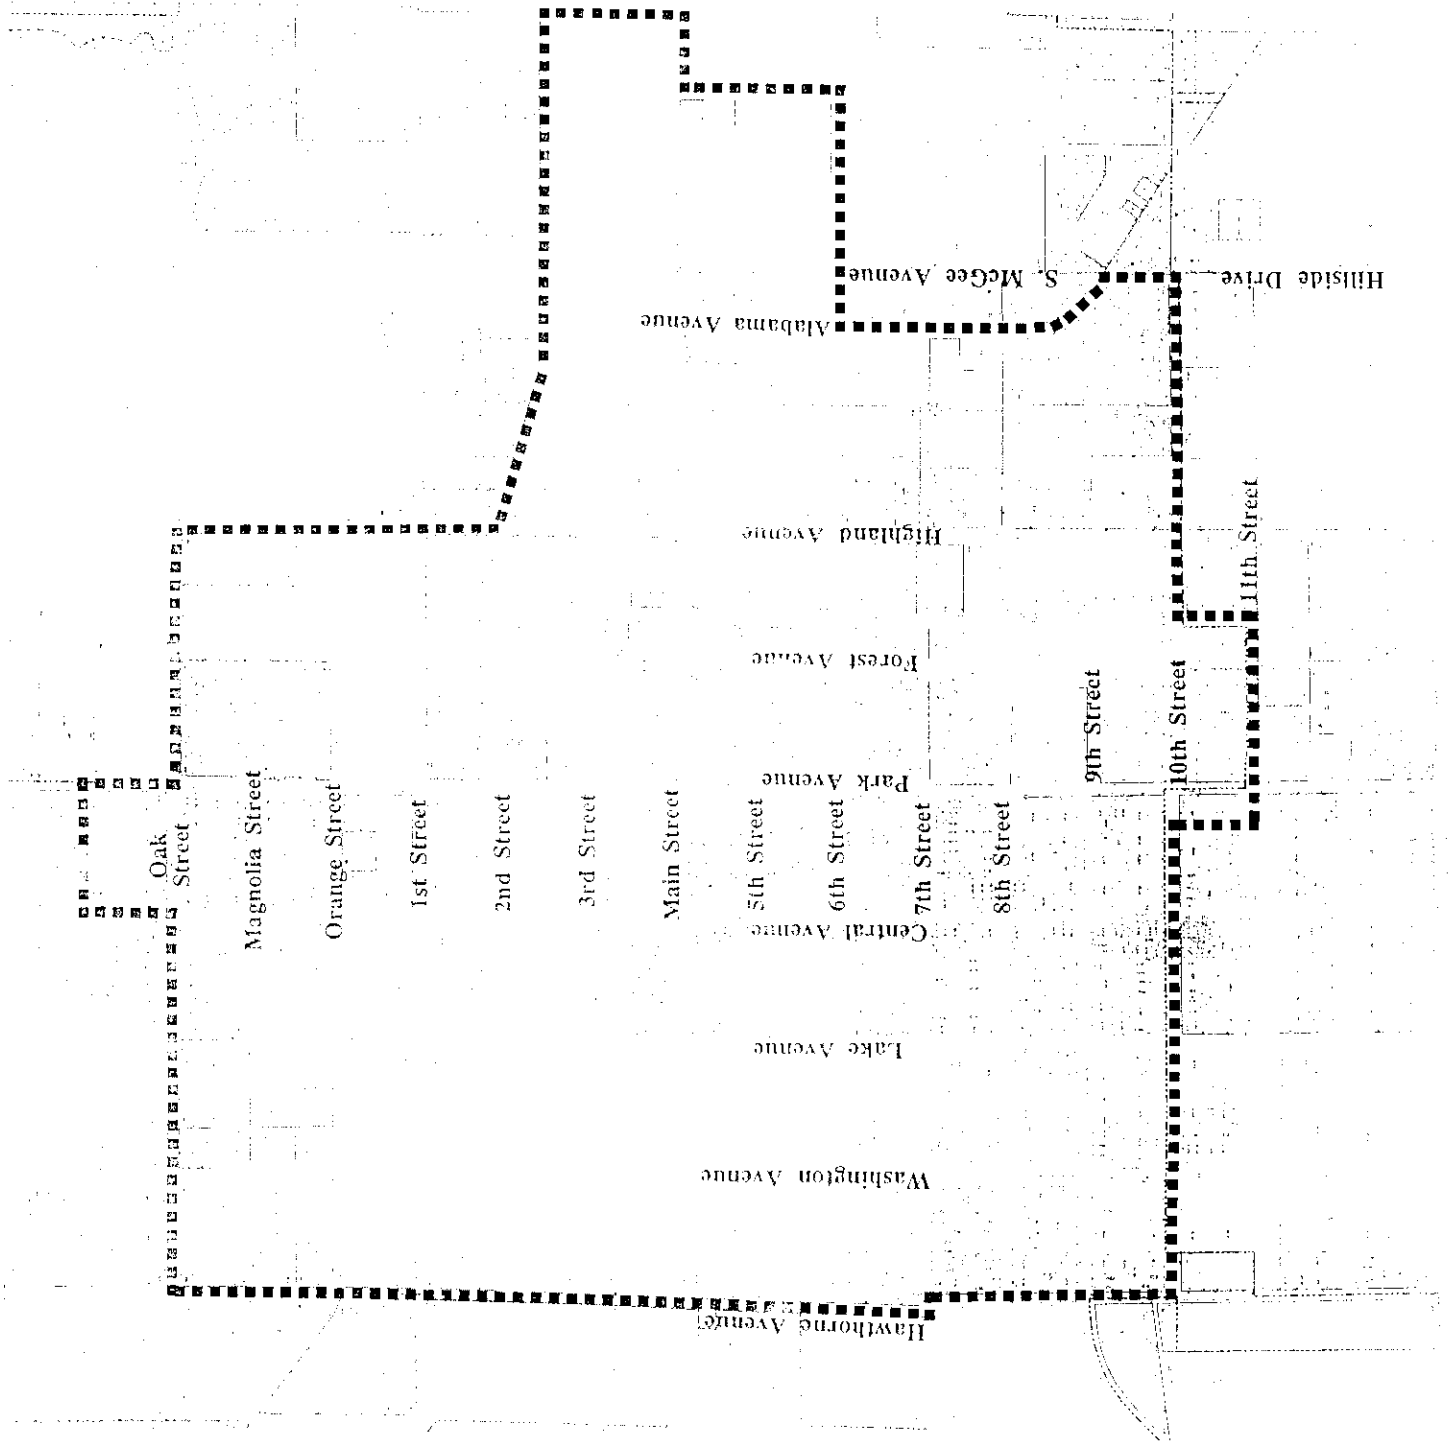 S. McGee Avenue
Hillside Drive
Alabama Avenue
Highland Avenue
11th Street
Forest Avenue
9th Street
10th Street
Park Avenue
Oak
Street
Magnolia Street
Orange Street
1st Street
2nd Street
3rd Street
Main Street
5th Street
6th Street
7th Street
8th Street
Central Avenue
Lake Avenue
Washington Avenue
Hawthorne Avenue